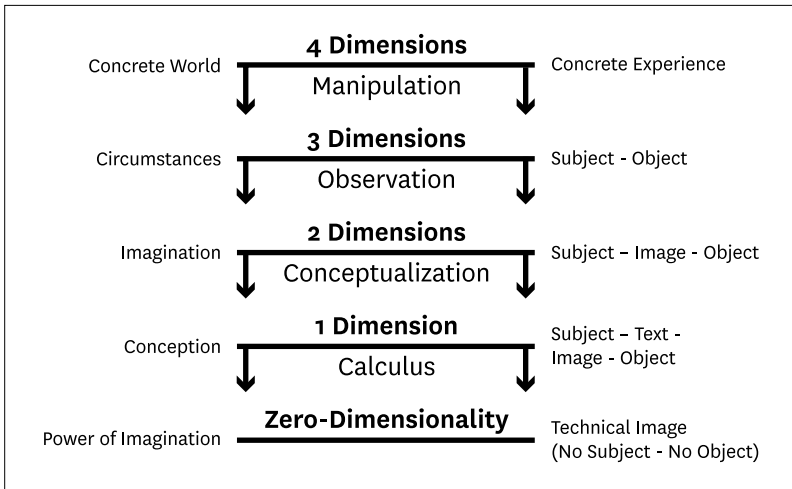 4 Dimensions
Concrete World
Concrete Experience
Manipulation
3 Dimensions
Circumstances
Subject - Object
Observation
2 Dimensions
Imagination
Subject – Image - Object
Conceptualization
1 Dimension
Conception
Subject – Text -
Image - Object
Calculus
Zero-Dimensionality
Power of Imagination
Technical Image
(No Subject - No Object)